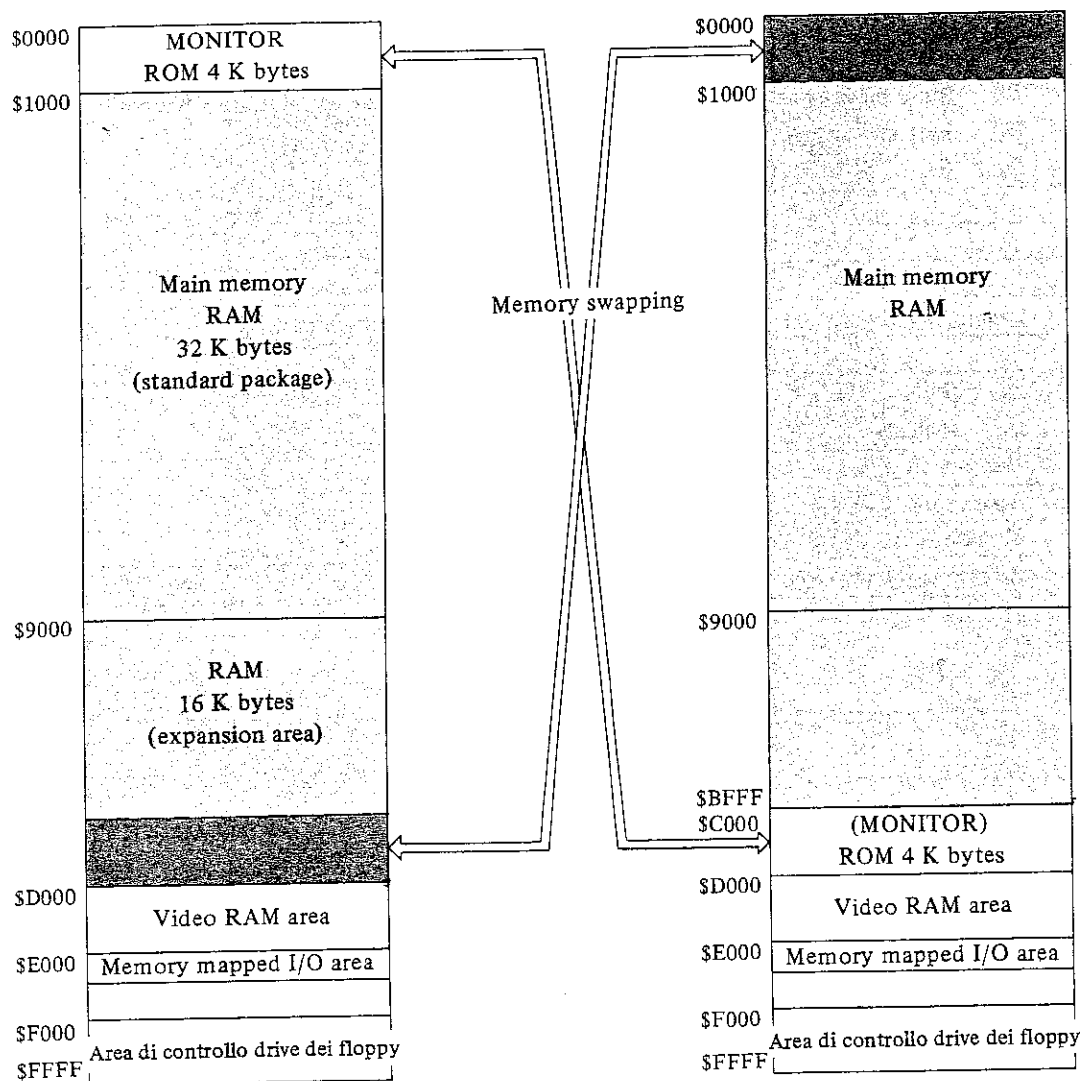 $0000
MONITOR
ROM 4 K bytes
$1000
Main memory
RAM
32 K bytes
(standard package)
$9000
RAM
16 K bytes
(expansion area)
$D000
Video RAM area
$E000
Memory mapped I/O area
$F000
Area di controllo drive dei floppy
$FFFF
Memory swapping
$0000
$1000
Main memory
RAM
$9000
$BFFF
$C000
(MONITOR)
ROM 4 K bytes
$D000
Video RAM area
$E000
Memory mapped I/O area
$F000
Area di controllo drive dei floppy
$FFFF